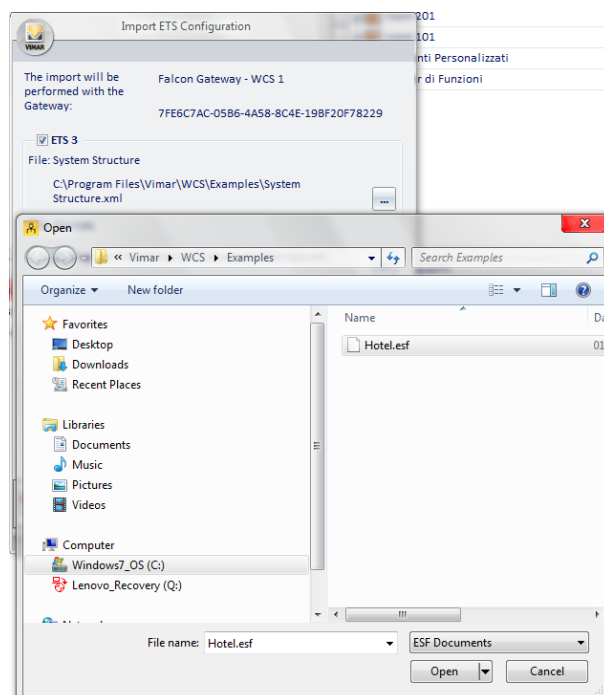 Import ETS Configuration
VIMAR
201
101
nti Personalizzati
r di Funzioni
The import will be
performed with the
Gateway:
Falcon Gateway - WCS 1
7FE6C7AC-05B6-4A58-8C4E-19BF20F78229
ETS 3
File: System Structure
C:\Program Files\Vimar\WCS\Examples\System
Structure.xml
...
Open
« Vimar WCS Examples
Search Examples
Organize
New folder
Name
Da
Favorites
Desktop
Downloads
Recent Places
Libraries
Documents
Music
Pictures
Videos
Computer
Windows7_OS (C:)
Lenovo_Recovery (Q:)
Hotel.esf
01
File name:
Hotel.esf
ESF Documents
Open
Cancel